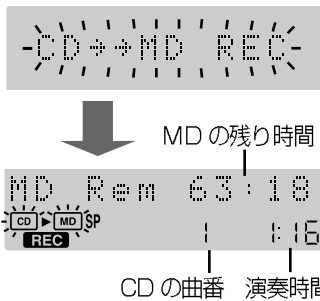 CD→→MD REC
MDの残り時間
MD Rem 63:18
CD▶MD SP
REC 1 1:16
CDの曲番 演奏時間